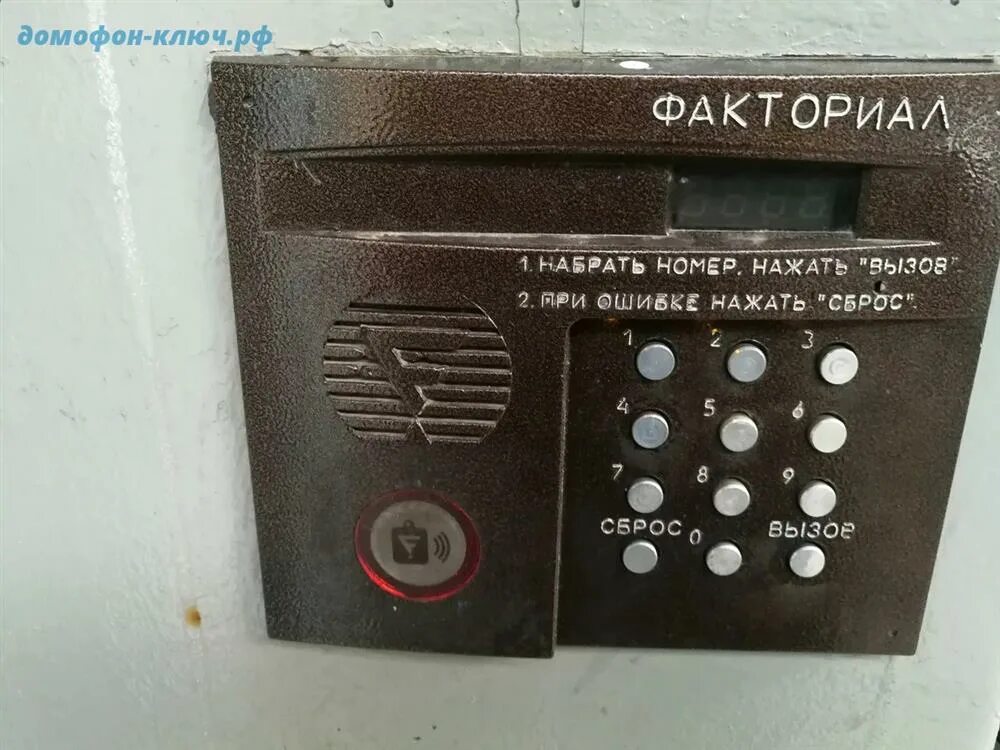 домофон-ключ.рф
ФАКТОРИАЛ
1. НАБРАТЬ НОМЕР, НАЖАТЬ "ВЫЗОВ"
2. ПРИ ОШИБКЕ НАЖАТЬ "СБРОС".
1 2 3
4 5 6
7 8 9
СБРОС 0 ВЫЗОВ